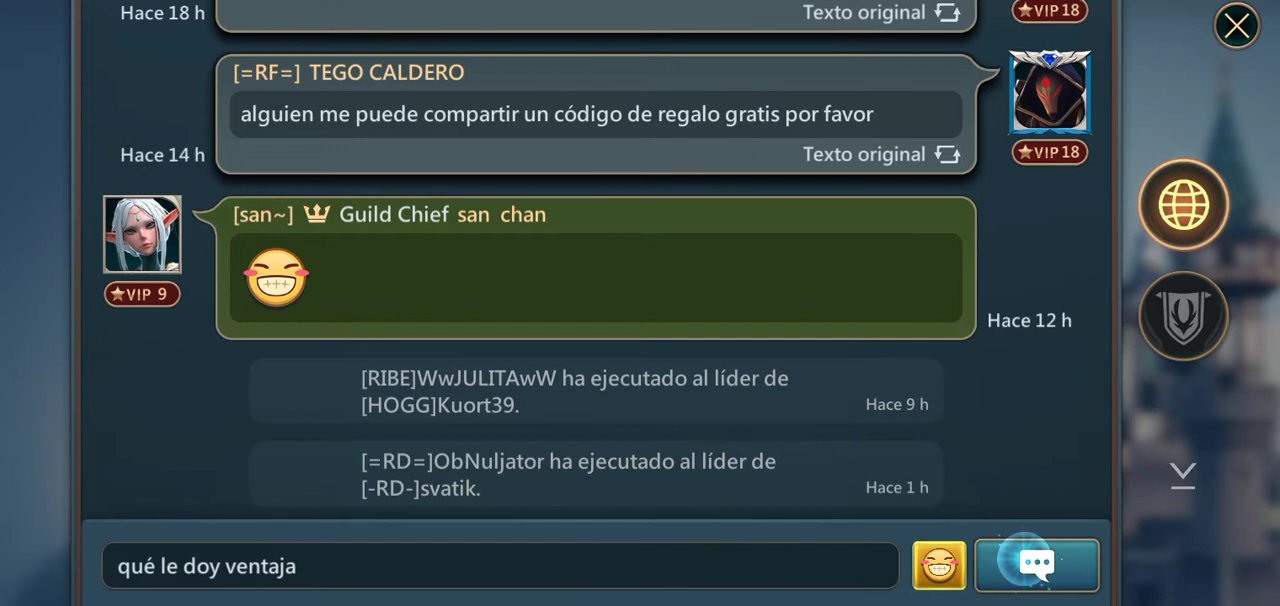 Hace 18 h
Texto original
VIP 18
[=RF=] TEGO CALDERO
alguien me puede compartir un código de regalo gratis por favor
Hace 14 h
Texto original
VIP 18
[san~] Guild Chief san chan
VIP 9
Hace 12 h
[RIBE]WwJULITAwW ha ejecutado al líder de
[HOGG]Kuort39.
Hace 9 h
[=RD=]ObNuljator ha ejecutado al líder de
[-RD-]svatik.
Hace 1 h
qué le doy ventaja